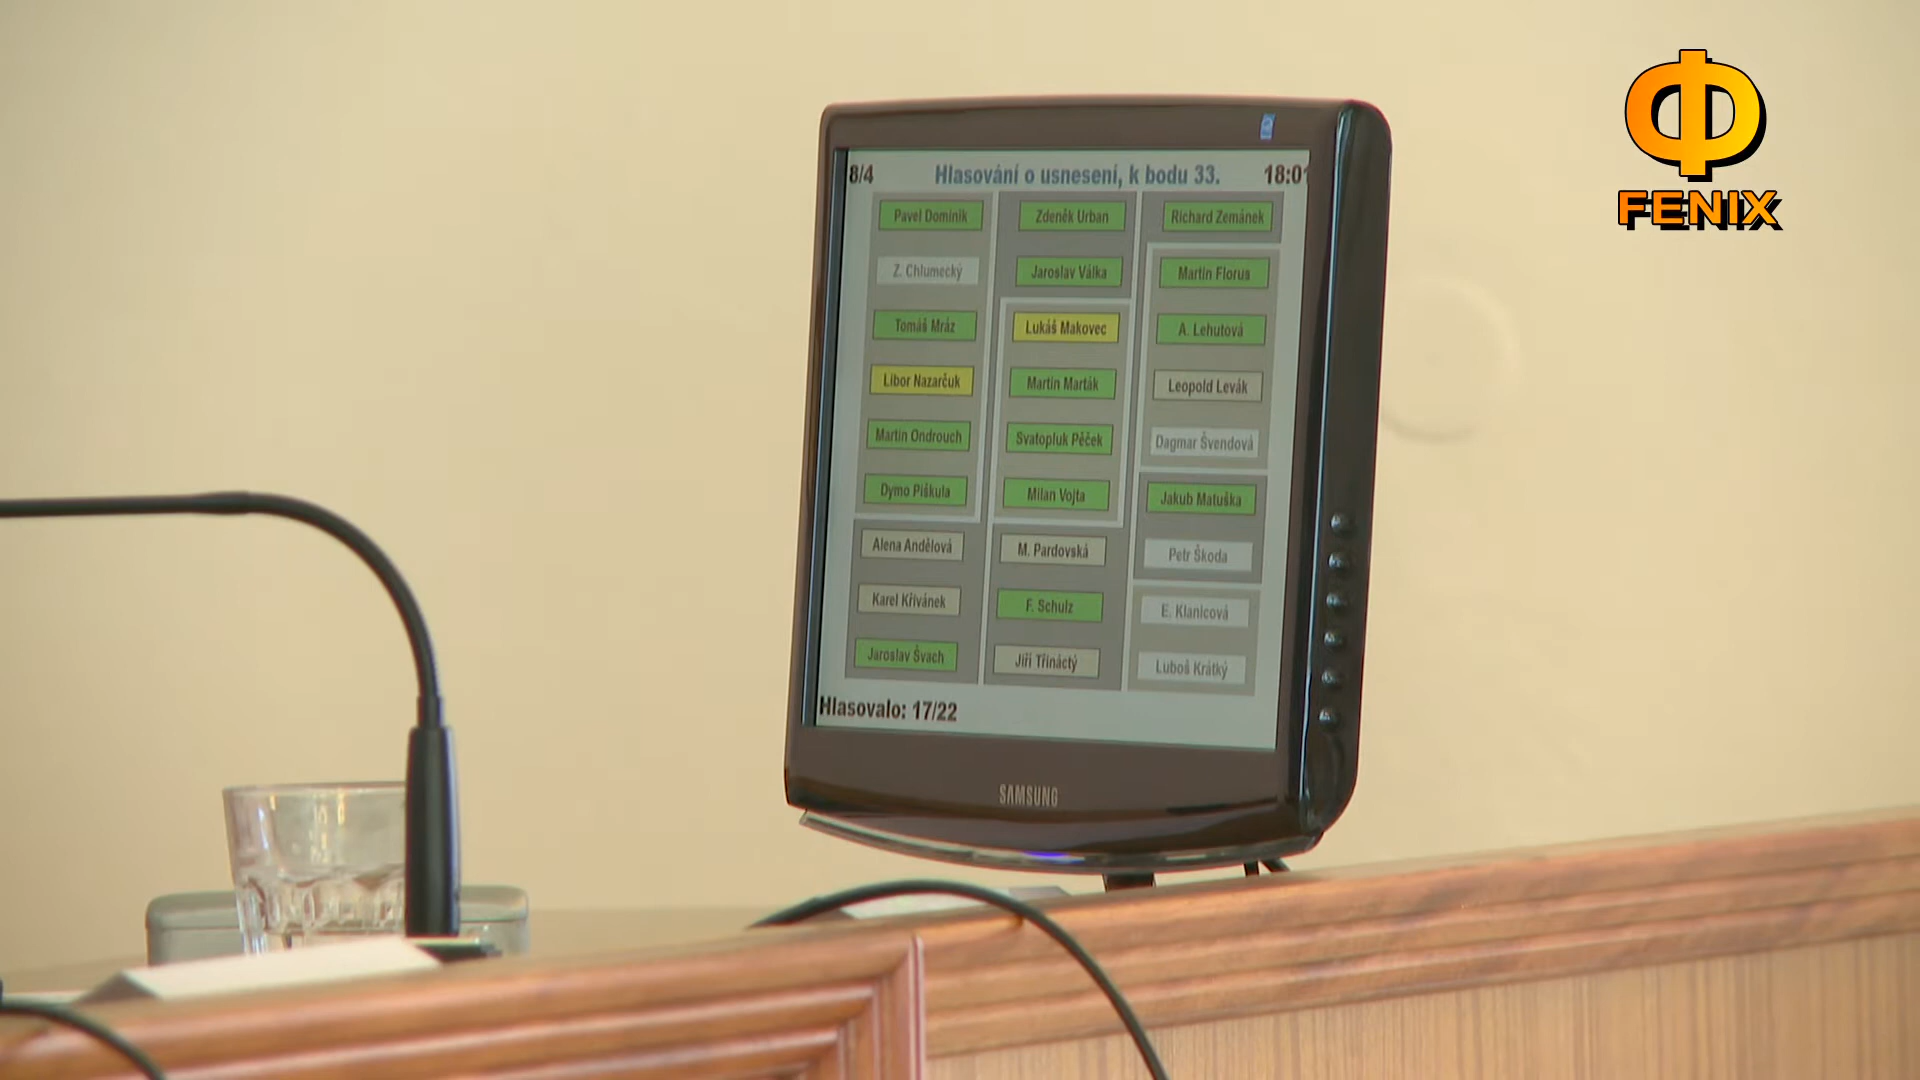 8/4 Hlasování o usnesení, k bodu 33. 18:01
Pavel Dominik Zdeněk Urban Richard Zemánek
Z. Chlumecký Jaroslav Válka Martin Florus
Tomáš Mráz Lukáš Makovec A. Lehutová
Libor Nazarčuk Martin Marták Leopold Levák
Martin Ondrouch Svatopluk Pěček Dagmar Švendová
Dymo Piškula Milan Vojta Jakub Matuška
Alena Andělová M. Pardovská Petr Škoda
Karel Křivánek F. Schulz E. Klanicová
Jaroslav Švach Jiří Třináctý Luboš Krátký
Hlasovalo: 17/22
SAMSUNG
FENIX